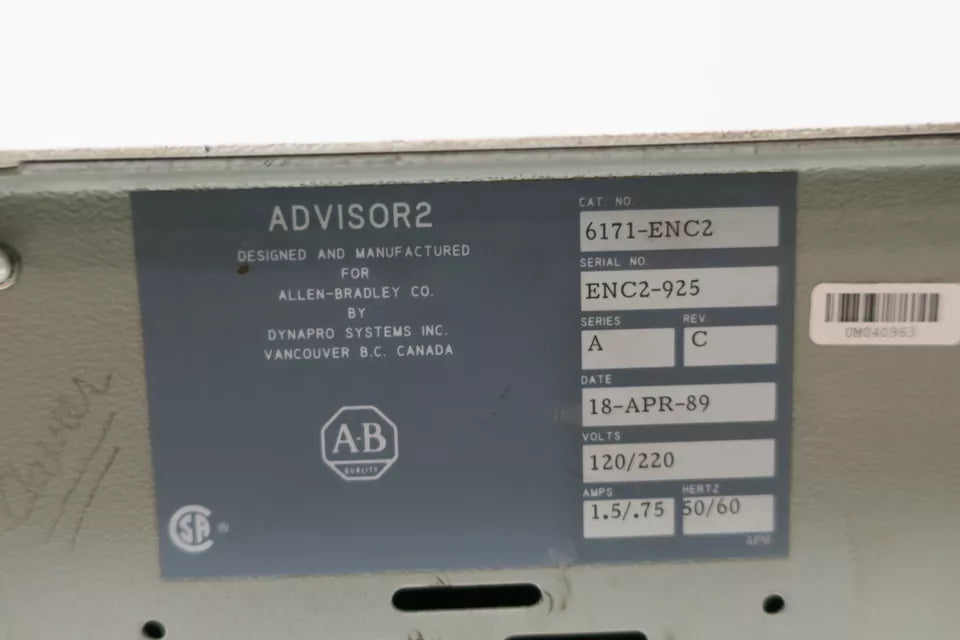 ADVISOR2
DESIGNED AND MANUFACTURED
FOR
ALLEN-BRADLEY CO.
BY
DYNAPRO SYSTEMS INC.
VANCOUVER B.C. CANADA
A-B
QUALITY
SA ®
CAT. NO.
6171-ENC2
SERIAL NO.
ENC2-925
SERIES REV.
A C
DATE
18-APR-89
VOLTS
120/220
AMPS HERTZ
1.5/.75 50/60
0M040963